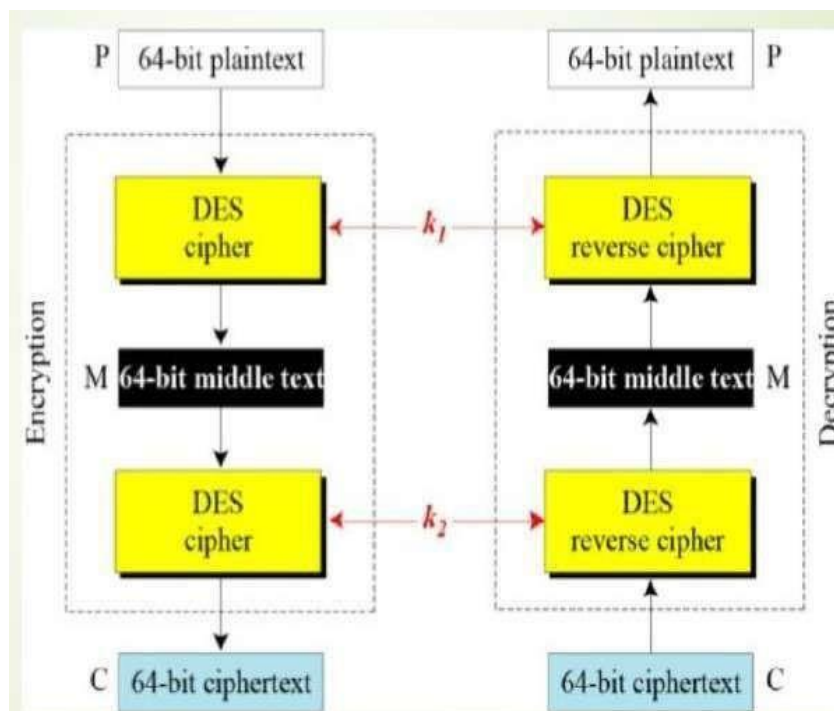 P 64-bit plaintext
64-bit plaintext P
DES
cipher
k1
DES
reverse cipher
Encryption
M 64-bit middle text
64-bit middle text M
Decryption
DES
cipher
k2
DES
reverse cipher
C 64-bit ciphertext
64-bit ciphertext C